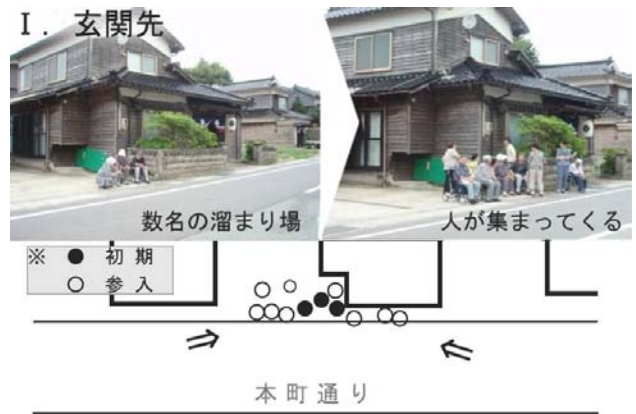 I．玄関先
数名の溜まり場
人が集まってくる
※ ● 初期
○ 参入
本町通り